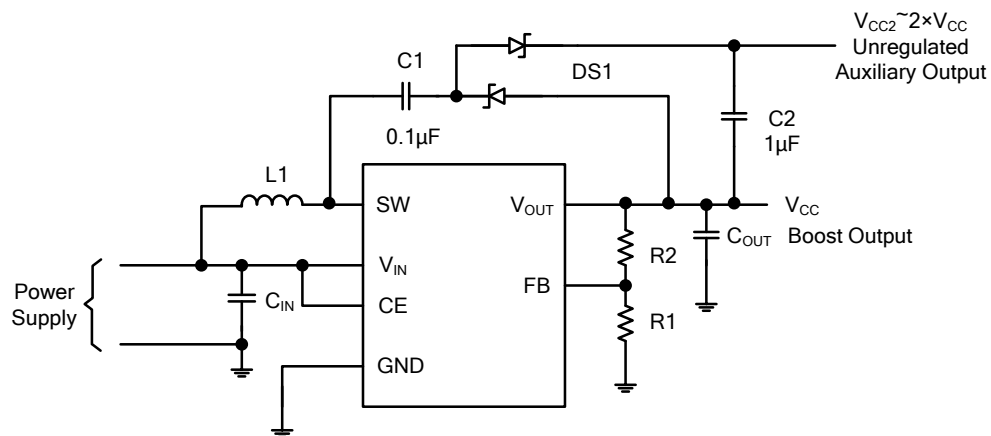 V_CC2~2×V_CC
Unregulated
Auxiliary Output
C1
DS1
0.1µF
C2
1µF
L1
SW
V_OUT
V_CC
C_OUT
Boost Output
R2
V_IN
FB
Power
Supply
C_IN
CE
R1
GND